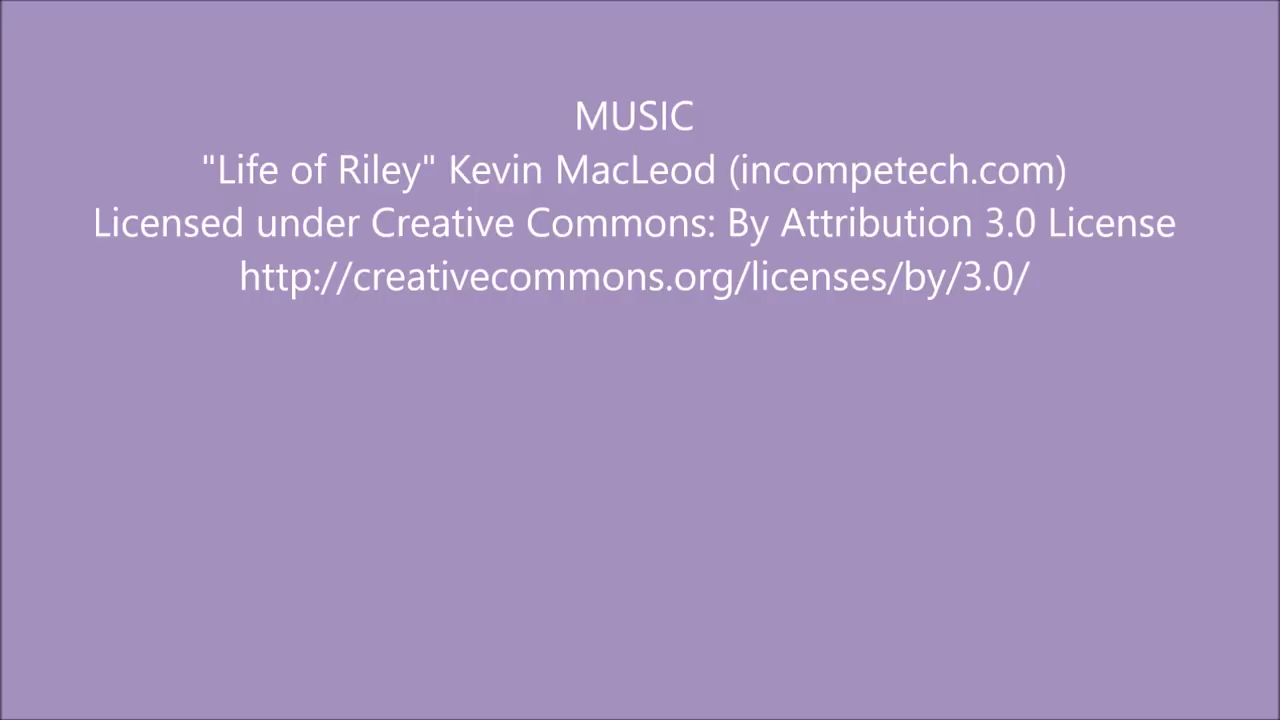 MUSIC
"Life of Riley" Kevin MacLeod (incompetech.com)
Licensed under Creative Commons: By Attribution 3.0 License
http://creativecommons.org/licenses/by/3.0/